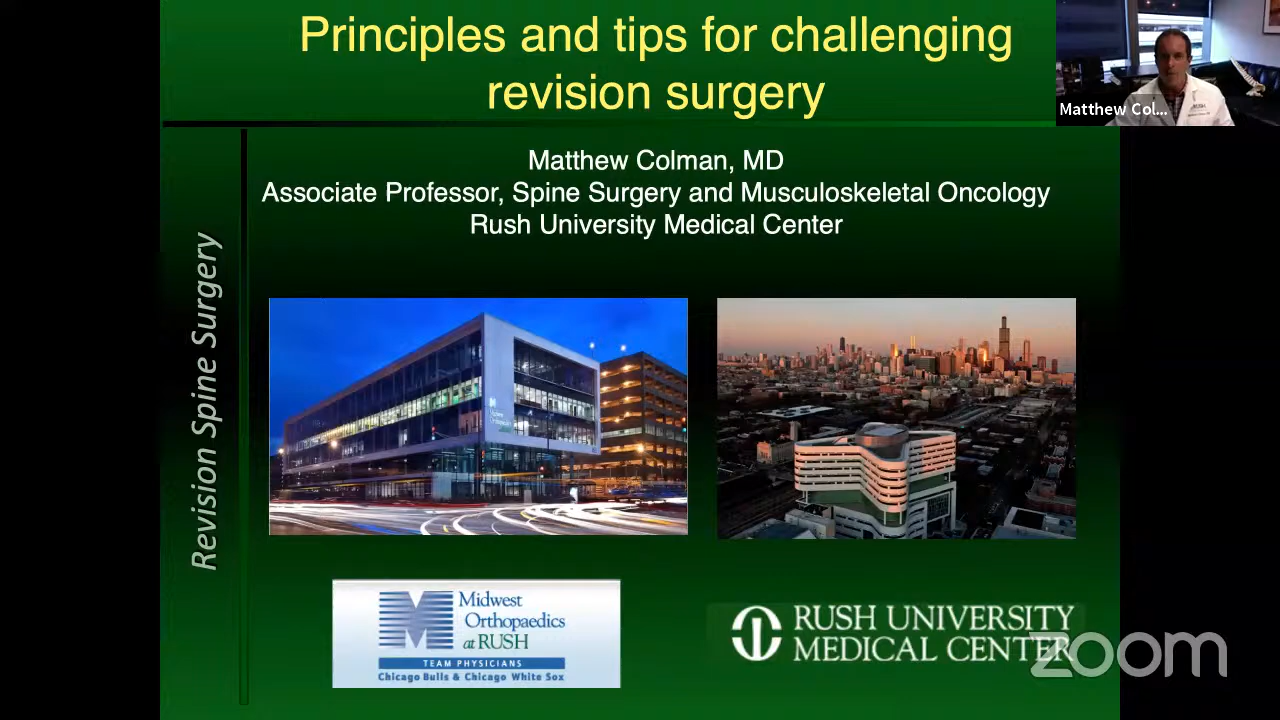 Principles and tips for challenging
revision surgery
Matthew Col...
Matthew Colman, MD
Associate Professor, Spine Surgery and Musculoskeletal Oncology
Rush University Medical Center
Revision Spine Surgery
Midwest
Orthopaedics
at RUSH
TEAM PHYSICIANS
Chicago Bulls & Chicago White Sox
RUSH UNIVERSITY
MEDICAL CENTER
zoom